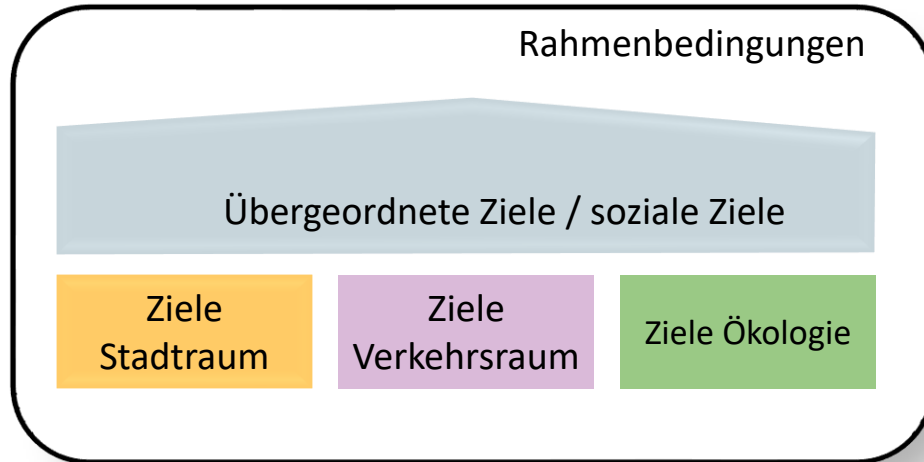 Rahmenbedingungen
Übergeordnete Ziele / soziale Ziele
Ziele
Stadtraum
Ziele
Verkehrsraum
Ziele Ökologie